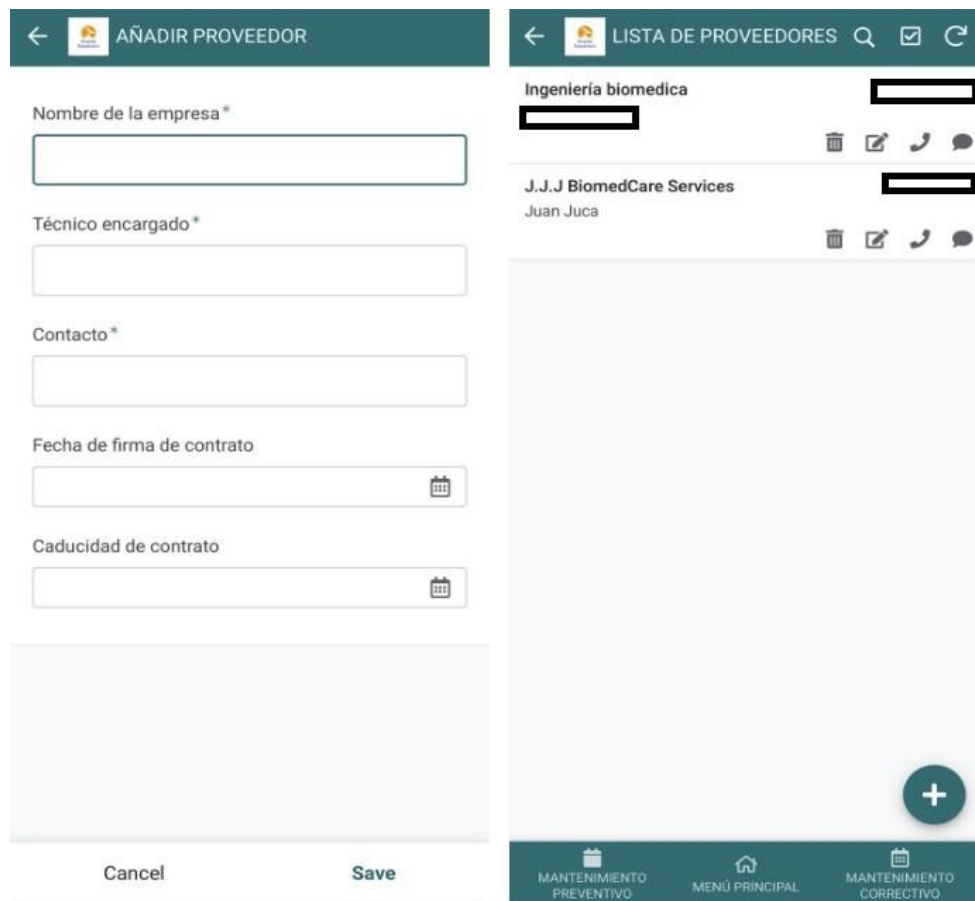 AÑADIR PROVEEDOR
Nombre de la empresa*
Técnico encargado*
Contacto*
Fecha de firma de contrato
Caducidad de contrato
Cancel
Save
LISTA DE PROVEEDORES
Ingeniería biomedica
J.J.J BiomedCare Services
Juan Juca
MANTENIMIENTO
PREVENTIVO
MENÚ PRINCIPAL
MANTENIMIENTO
CORRECTIVO